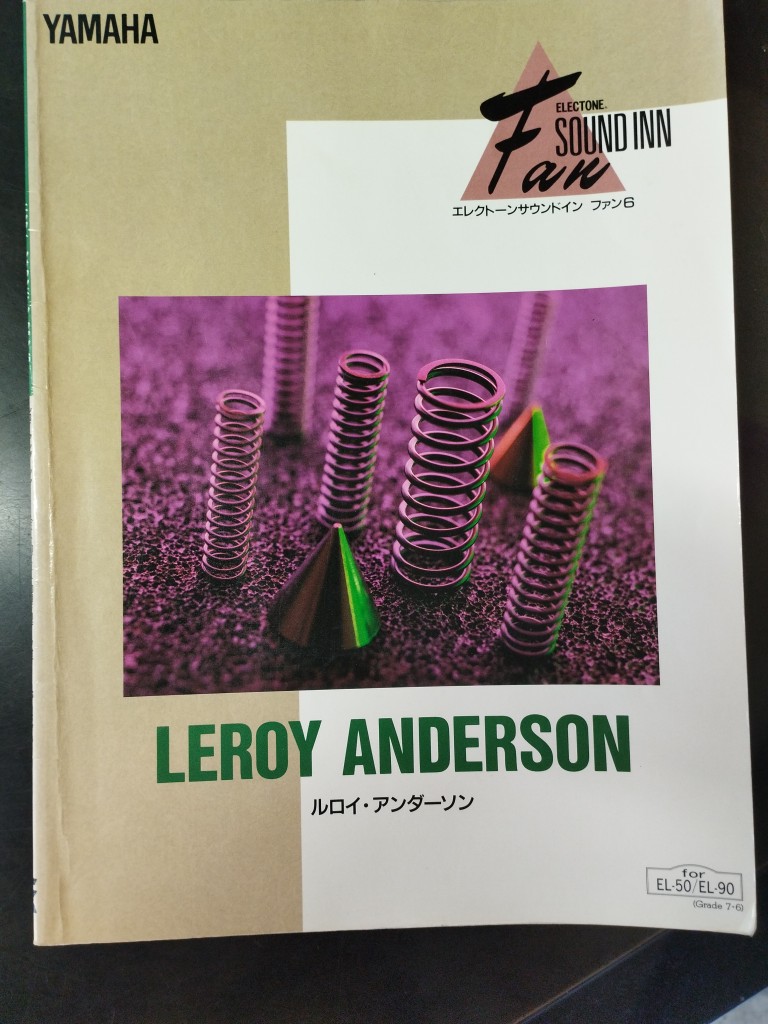 YAMAHA
ELECTONE
SOUND INN
Fan
エレクトーンサウンドイン ファン6
LEROY ANDERSON
ルロイ・アンダーソン
for
EL-50/EL-90
(Grade 7-6)